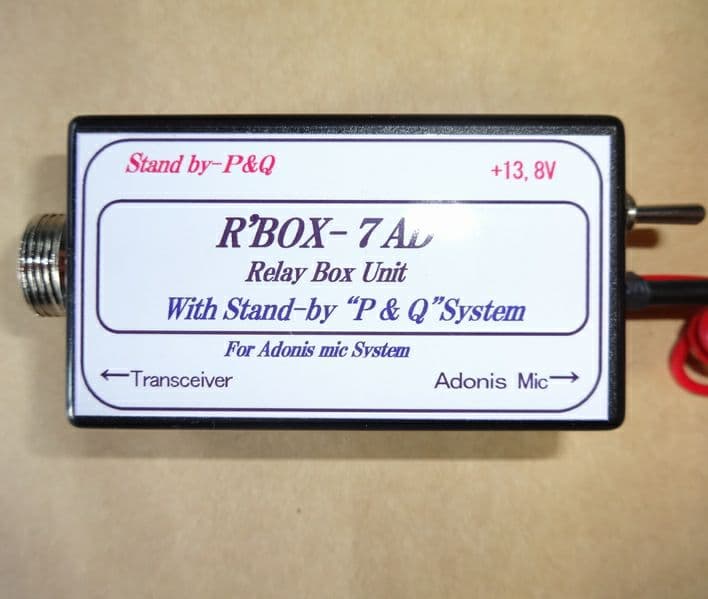 Stand by-P&Q
+13,8V
R'BOX- 7
Relay Box Unit
With Stand-by “P & Q”System
For Adonis mic System
←Transceiver
Adonis Mic→